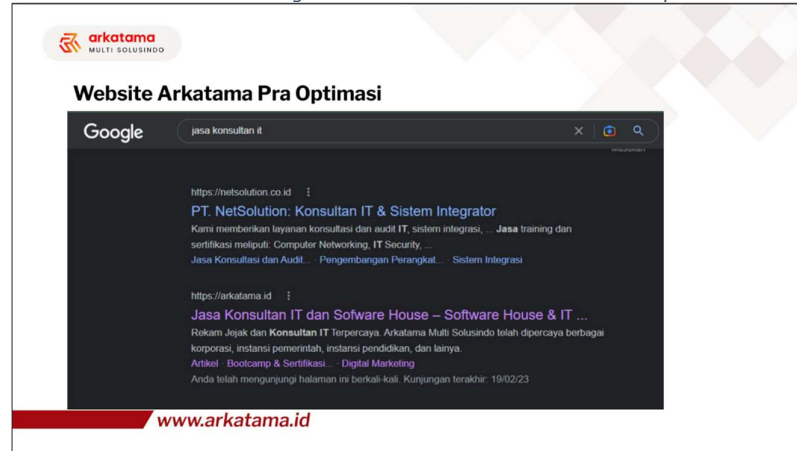 arkatama
MULTI SOLUSINDO
Website Arkatama Pra Optimasi
Google
jasa konsultan it
https://netsolution.co.id
PT. NetSolution: Konsultan IT & Sistem Integrator
Kami memberikan layanan konsultasi dan audit IT, sistem integrasi, ... Jasa training dan
sertifikasi meliputi: Computer Networking, IT Security, ...
Jasa Konsultasi dan Audit... · Pengembangan Perangkat... · Sistem Integrasi
https://arkatama.id
Jasa Konsultan IT dan Sofware House – Software House & IT ...
Rekam Jejak dan Konsultan IT Terpercaya. Arkatama Multi Solusindo telah dipercaya berbagai
korporasi, instansi pemerintah, instansi pendidikan, dan lainya.
Artikel · Bootcamp & Sertifikasi... · Digital Marketing
Anda telah mengunjungi halaman ini berkali-kali. Kunjungan terakhir: 19/02/23
www.arkatama.id